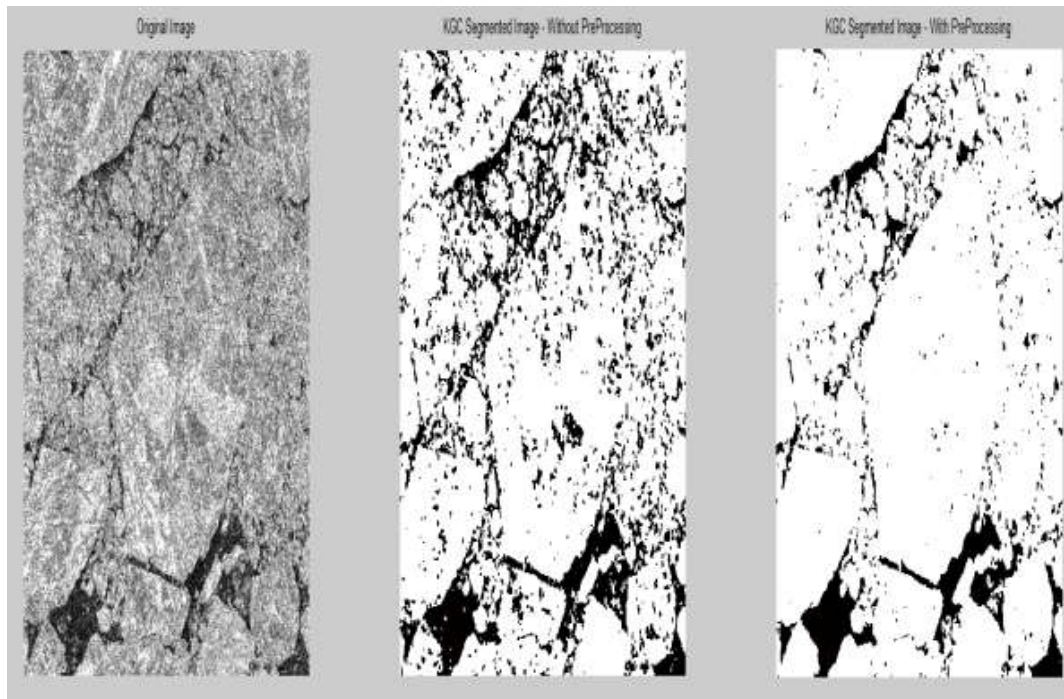 Original Image
KGC Segmented Image - Without PreProcessing
KGC Segmented Image - With PreProcessing